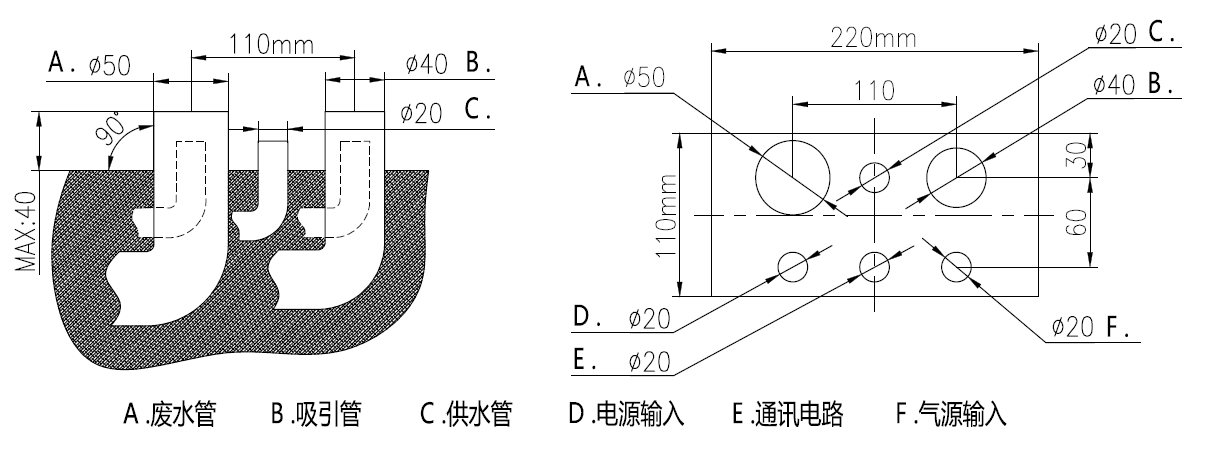 110mm
A. ø50
ø40 B.
ø20 C.
90°
MAX:40
220mm
ø20 C.
A. ø50
110
ø40 B.
30
110mm
60
D. ø20
ø20 F.
E. ø20
A.废水管 B.吸引管 C.供水管 D.电源输入 E.通讯电路 F.气源输入